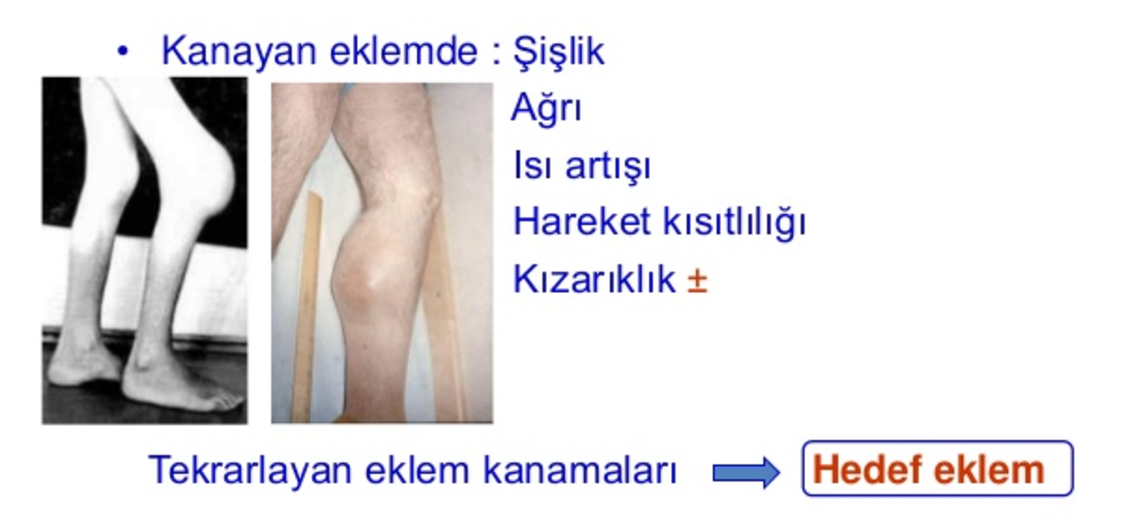 • Kanayan eklemde : Şişlik
Ağrı
Isı artışı
Hareket kısıtlılığı
Kızarıklık ±
Tekrarlayan eklem kanamaları
Hedef eklem